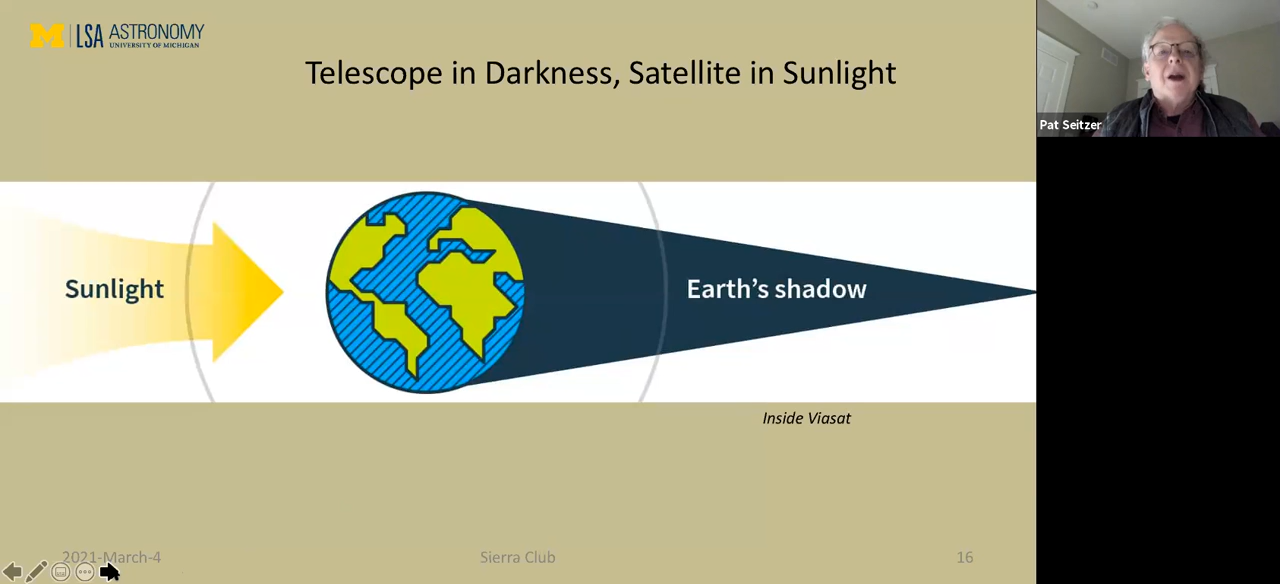 M | LSA ASTRONOMY
UNIVERSITY OF MICHIGAN
Telescope in Darkness, Satellite in Sunlight
Pat Seitzer
Sunlight
Earth's shadow
Inside Viasat
2021-March-4
Sierra Club
16